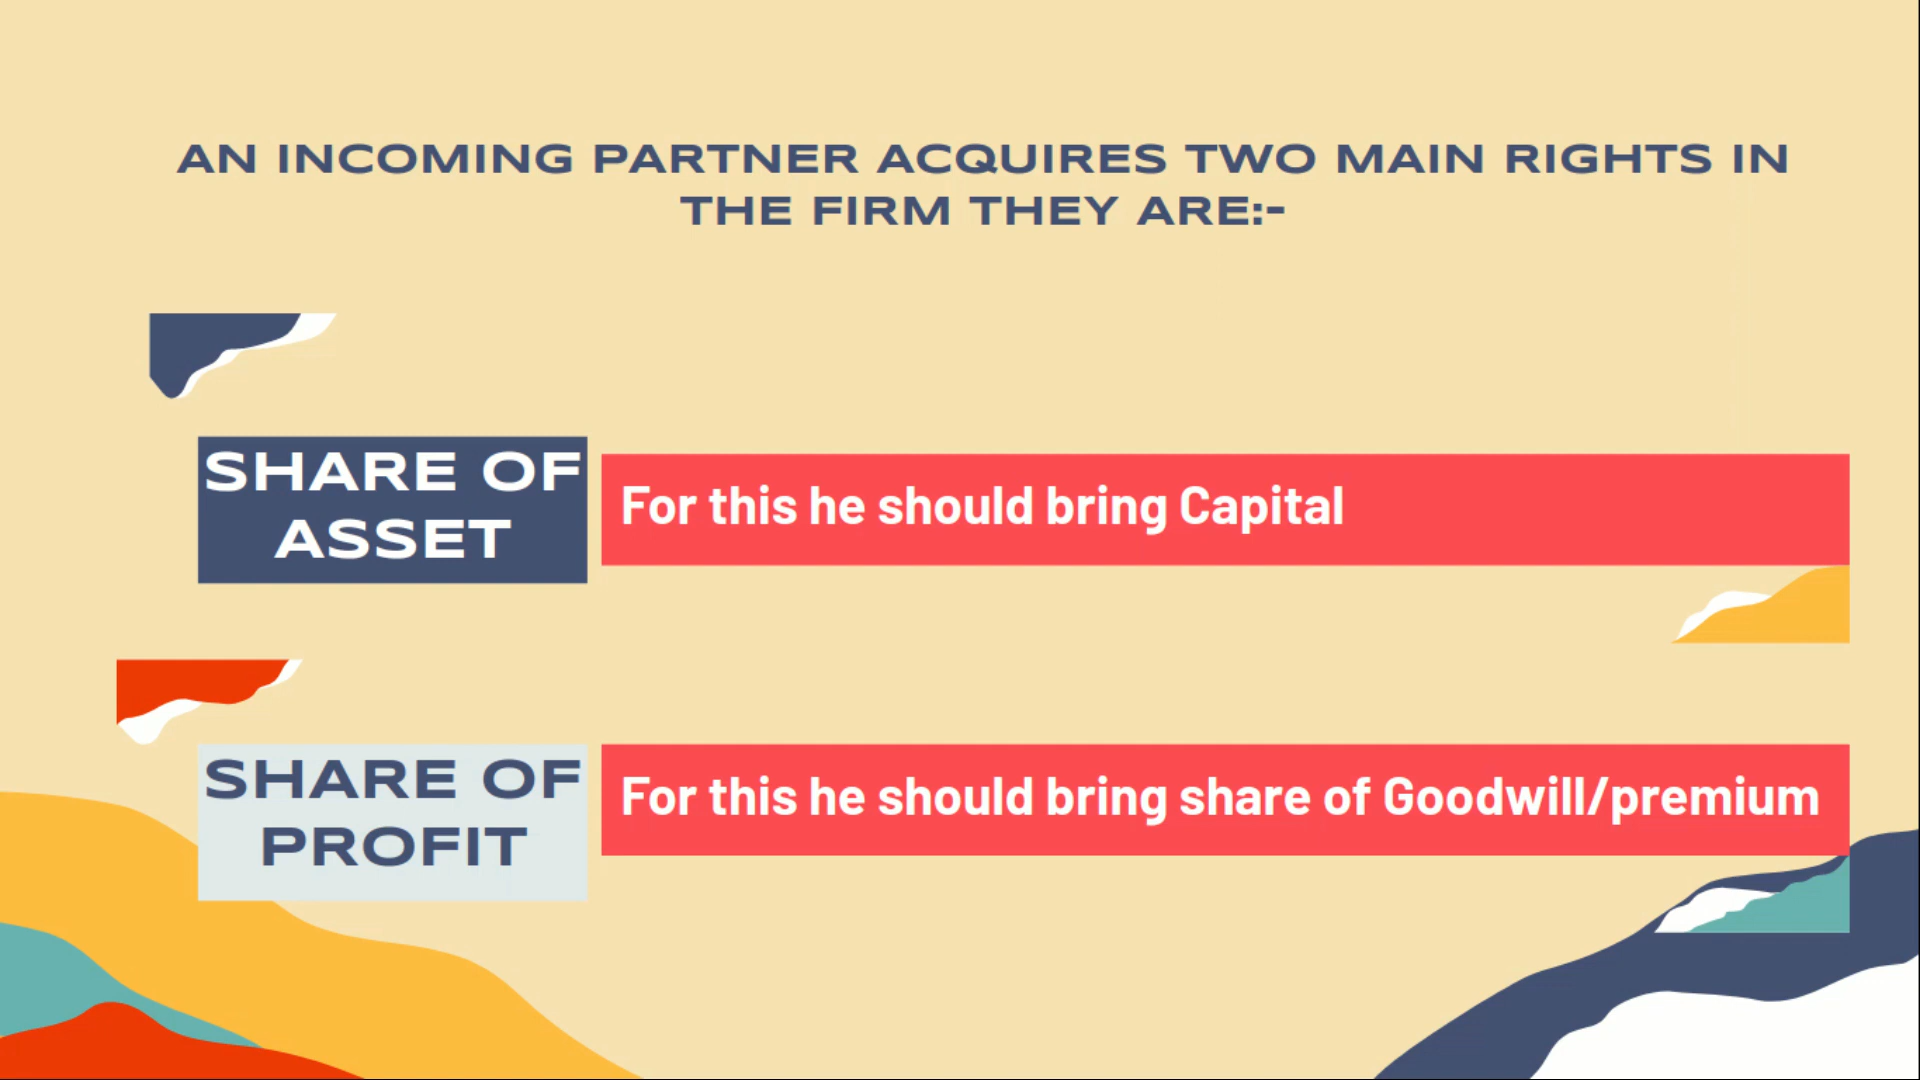 AN INCOMING PARTNER ACQUIRES TWO MAIN RIGHTS IN
THE FIRM THEY ARE:-
SHARE OF
ASSET
For this he should bring Capital
SHARE OF
PROFIT
For this he should bring share of Goodwill/premium